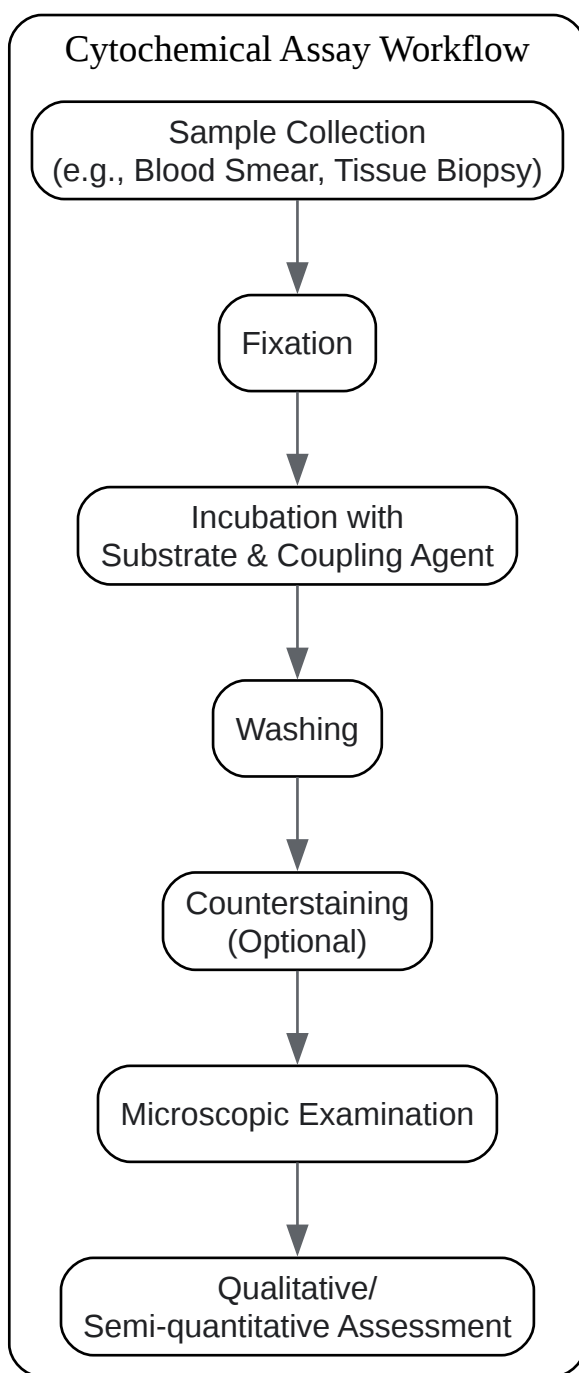 Cytochemical Assay Workflow
Sample Collection
(e.g., Blood Smear, Tissue Biopsy)
Fixation
Incubation with
Substrate & Coupling Agent
Washing
Counterstaining
(Optional)
Microscopic Examination
Qualitative/
Semi-quantitative Assessment